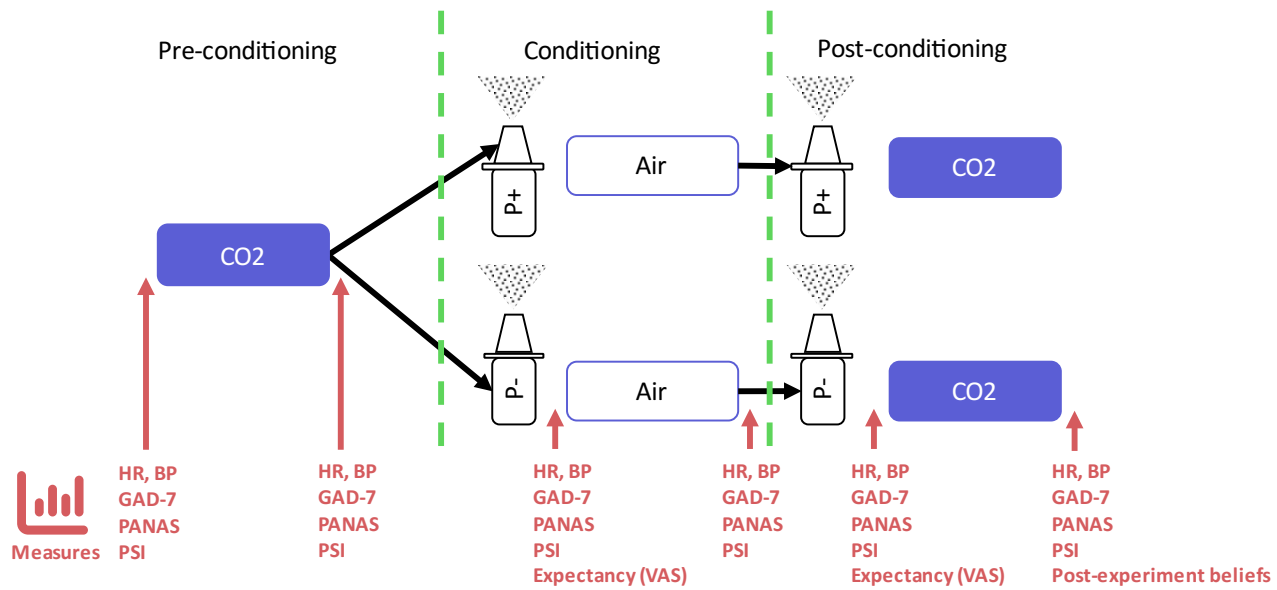 Pre-conditioning
Conditioning
Post-conditioning
P+
Air
P+
CO2
CO2
P-
Air
P-
CO2
Measures
HR, BP
GAD-7
PANAS
PSI
HR, BP
GAD-7
PANAS
PSI
HR, BP
GAD-7
PANAS
PSI
Expectancy (VAS)
HR, BP
GAD-7
PANAS
PSI
HR, BP
GAD-7
PANAS
PSI
Expectancy (VAS)
HR, BP
GAD-7
PANAS
PSI
Post-experiment beliefs